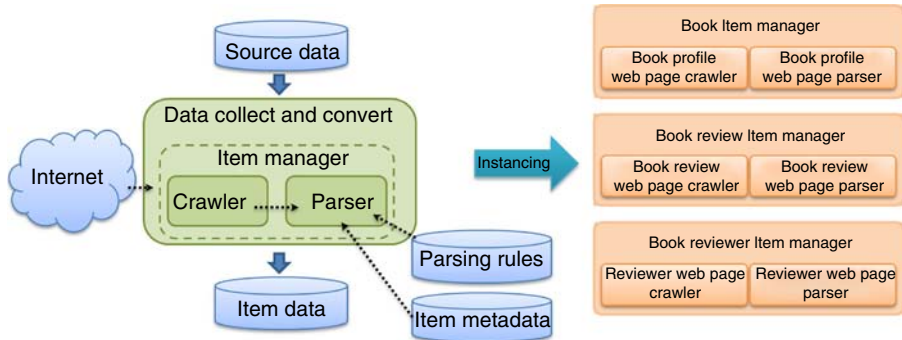 Source data
Data collect and convert
Item manager
Internet
Crawler
Parser
Parsing rules
Item data
Item metadata
Instancing
Book Item manager
Book profile
web page crawler
Book profile
web page parser
Book review Item manager
Book review
web page crawler
Book review
web page parser
Book reviewer Item manager
Reviewer web page
crawler
Reviewer web page
parser